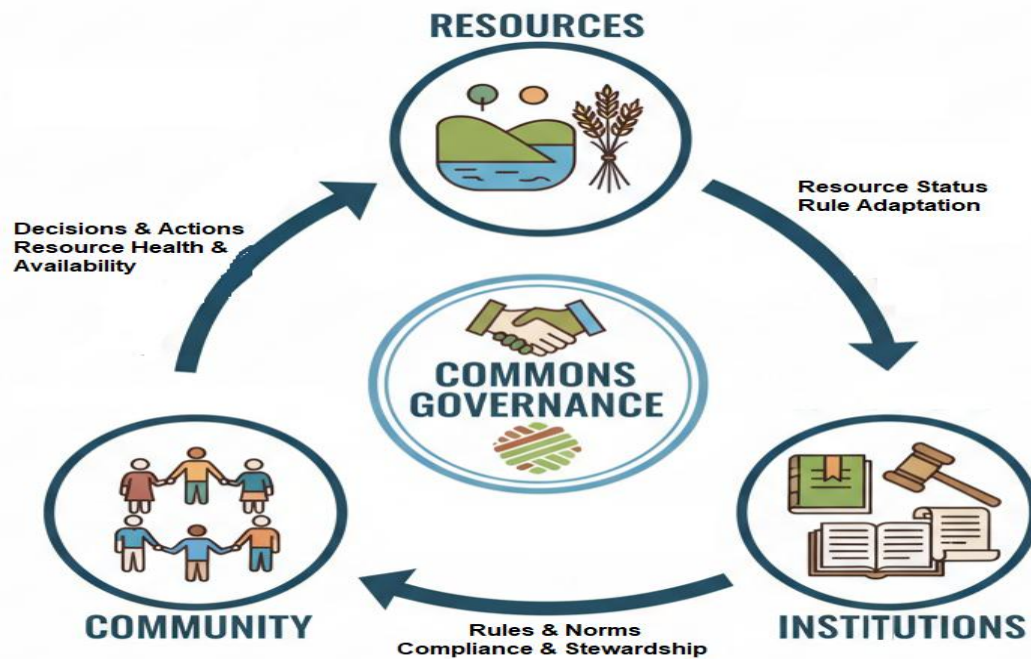 RESOURCES
Resource Status
Rule Adaptation
Decisions & Actions
Resource Health &
Availability
COMMONS
GOVERNANCE
COMMUNITY
Rules & Norms
Compliance & Stewardship
INSTITUTIONS